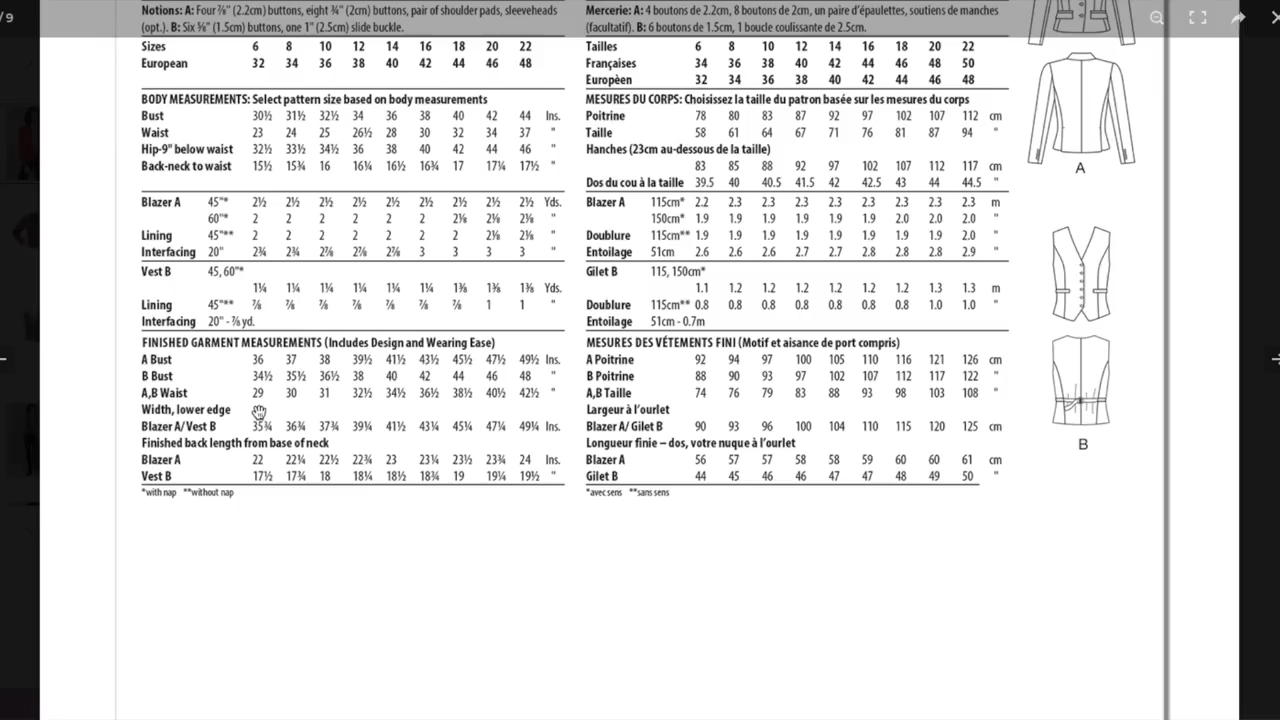 /9
Notions: A: Four ⅞" (2.2cm) buttons, eight ¾" (2cm) buttons, pair of shoulder pads, sleeveheads
(opt.). B: Six ⅝" (1.5cm) buttons, one 1" (2.5cm) slide buckle.
Sizes 6 8 10 12 14 16 18 20 22
European 32 34 36 38 40 42 44 46 48
BODY MEASUREMENTS: Select pattern size based on body measurements
Bust 30½ 31½ 32½ 34 36 38 40 42 44 Ins.
Waist 23 24 25 26½ 28 30 32 34 37 "
Hip-9" below waist 32½ 33½ 34½ 36 38 40 42 44 46 "
Back-neck to waist 15½ 15¾ 16 16¼ 16½ 16¾ 17 17¼ 17½ "
Blazer A 45"* 2½ 2½ 2½ 2½ 2½ 2½ 2½ 2½ 2½ Yds.
60"* 2 2 2 2 2 2 2⅛ 2⅛ 2⅛ "
Lining 45"** 2 2 2 2 2 2 2 2⅛ 2⅛ "
Interfacing 20" 2¾ 2¾ 2⅞ 2⅞ 2⅞ 3 3 3 3 "
Vest B 45, 60"*
1¼ 1¼ 1¼ 1¼ 1¼ 1¼ 1⅜ 1⅜ 1⅜ Yds.
Lining 45"** ⅞ ⅞ ⅞ ⅞ ⅞ ⅞ ⅞ 1 1 "
Interfacing 20" - ⅞ yd.
FINISHED GARMENT MEASUREMENTS (Includes Design and Wearing Ease)
A Bust 36 37 38 39½ 41½ 43½ 45½ 47½ 49½ Ins.
B Bust 34½ 35½ 36½ 38 40 42 44 46 48 "
A,B Waist 29 30 31 32½ 34½ 36½ 38½ 40½ 42½ "
Width, lower edge
Blazer A/ Vest B 35¾ 36¾ 37¾ 39¼ 41½ 43¼ 45¼ 47¼ 49¼ Ins.
Finished back length from base of neck
Blazer A 22 22¼ 22½ 22¾ 23 23¼ 23½ 23¾ 24 Ins.
Vest B 17½ 17¾ 18 18¼ 18½ 18¾ 19 19¼ 19½ "
*with nap **without nap
Mercerie: A: 4 boutons de 2.2cm, 8 boutons de 2cm, un paire d'épaulettes, soutiens de manches
(facultatif). B: 6 boutons de 1.5cm, 1 boucle coulissante de 2.5cm.
Tailles 6 8 10 12 14 16 18 20 22
Françaises 34 36 38 40 42 44 46 48 50
Europèen 32 34 36 38 40 42 44 46 48
MESURES DU CORPS: Choisissez la taille du patron basée sur les mesures du corps
Poitrine 78 80 83 87 92 97 102 107 112 cm
Taille 58 61 64 67 71 76 81 87 94 "
Hanches (23cm au-dessous de la taille)
83 85 88 92 97 102 107 112 117 cm
Dos du cou à la taille 39.5 40 40.5 41.5 42 42.5 43 44 44.5 "
Blazer A 115cm* 2.2 2.3 2.3 2.3 2.3 2.3 2.3 2.3 2.3 m
150cm* 1.9 1.9 1.9 1.9 1.9 1.9 2.0 2.0 2.0 "
Doublure 115cm** 1.9 1.9 1.9 1.9 1.9 1.9 1.9 1.9 2.0 "
Entoilage 51cm 2.6 2.6 2.6 2.7 2.7 2.8 2.8 2.8 2.9 "
Gilet B 115, 150cm*
1.1 1.2 1.2 1.2 1.2 1.2 1.2 1.3 1.3 m
Doublure 115cm** 0.8 0.8 0.8 0.8 0.8 0.8 0.8 1.0 1.0 "
Entoilage 51cm - 0.7m
MESURES DES VÉTEMENTS FINI (Motif et aisance de port compris)
A Poitrine 92 94 97 100 105 110 116 121 126 cm
B Poitrine 88 90 93 97 102 107 112 117 122 "
A,B Taille 74 76 79 83 88 93 98 103 108 "
Largeur à l'ourlet
Blazer A/ Gilet B 90 93 96 100 104 110 115 120 125 cm
Longueur finie – dos, votre nuque à l'ourlet
Blazer A 56 57 57 58 58 59 60 60 61 cm
Gilet B 44 45 46 46 47 47 48 49 50 "
*avec sens **sans sens
A
B